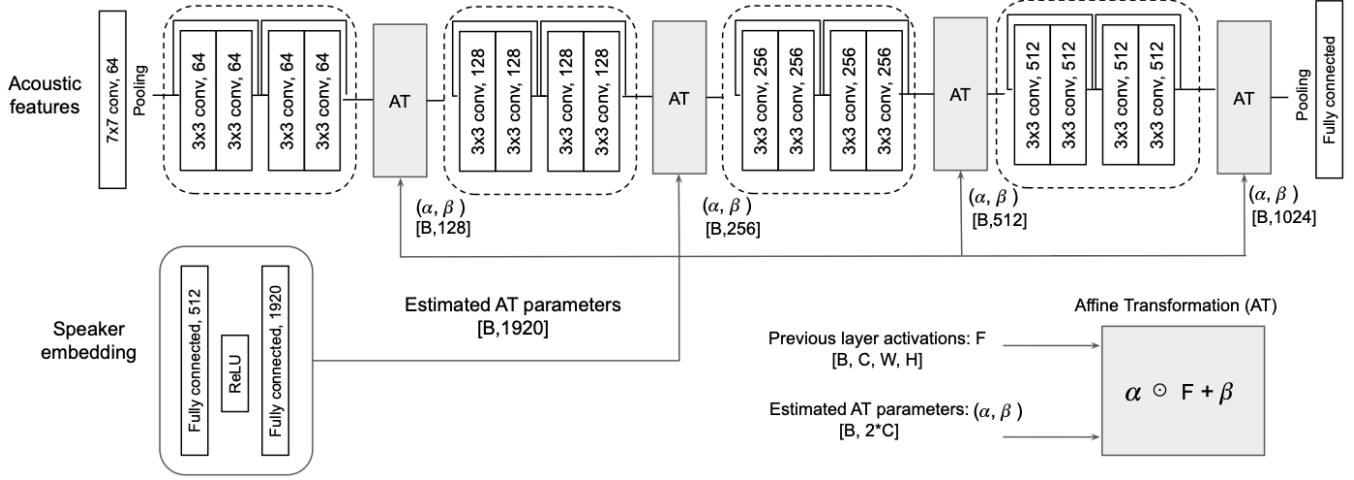 Acoustic
features
7x7 conv, 64
Pooling
3x3 conv, 64
3x3 conv, 64
3x3 conv, 64
3x3 conv, 64
AT
3x3 conv, 128
3x3 conv, 128
3x3 conv, 128
3x3 conv, 128
AT
3x3 conv, 256
3x3 conv, 256
3x3 conv, 256
3x3 conv, 256
AT
3x3 conv, 512
3x3 conv, 512
3x3 conv, 512
3x3 conv, 512
AT
Pooling
Fully connected
(α, β )
[B,128]
(α, β )
[B,256]
(α, β )
[B,512]
(α, β )
[B,1024]
Speaker
embedding
Fully connected, 512
ReLU
Fully connected, 1920
Estimated AT parameters
[B,1920]
Affine Transformation (AT)
Previous layer activations: F
[B, C, W, H]
Estimated AT parameters: (α, β )
[B, 2*C]
α ⊙ F + β